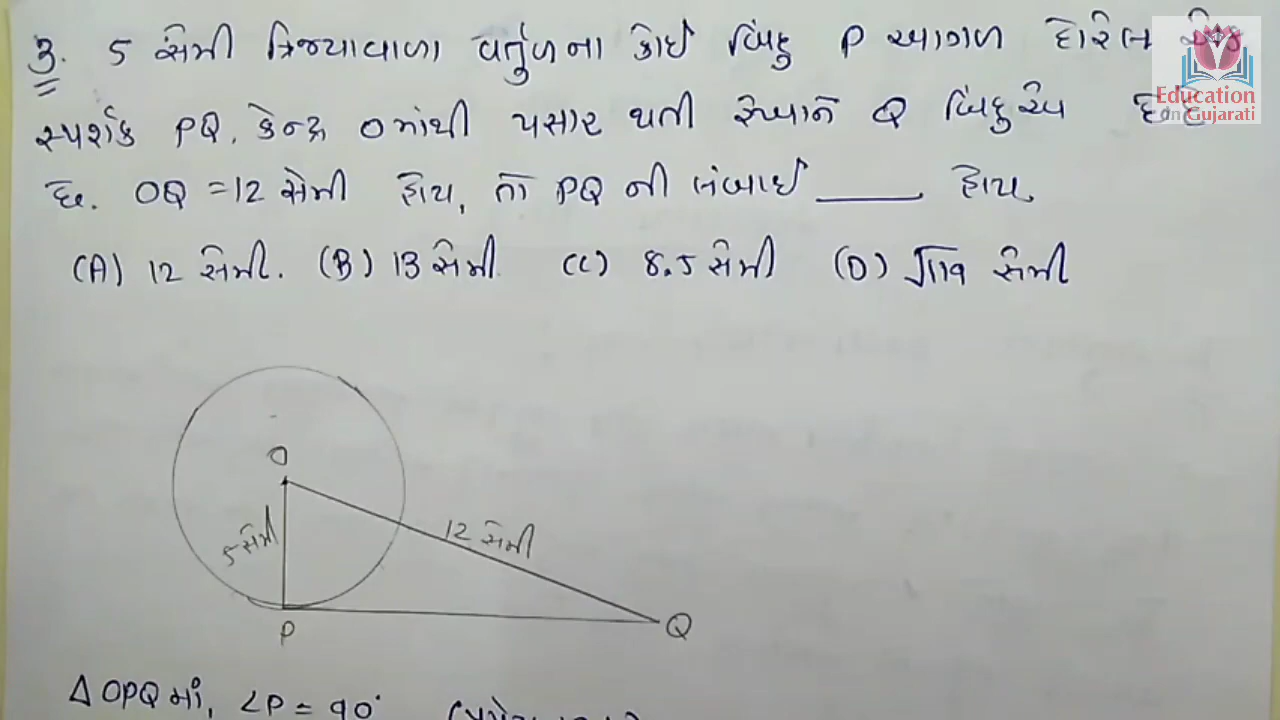 3. 5 સેમી ત્રિજ્યાવાળા વર્તુળના કોઈ બિંદુ P આગળ દોરેલ
સ્પર્શક PQ, કેન્દ્ર O માંથી પસાર થતી રેખાને Q બિંદુએ
છે. OQ = 12 સેમી હોય, તો PQ ની લંબાઈ ____ હોય.
(A) 12 સેમી. (B) 13 સેમી (C) 8.5 સેમી (D) √119 સેમી
Education
in Gujarati
O
5 સેમી
12 સેમી
P
Q
Δ OPQ માં, ∠P = 90°